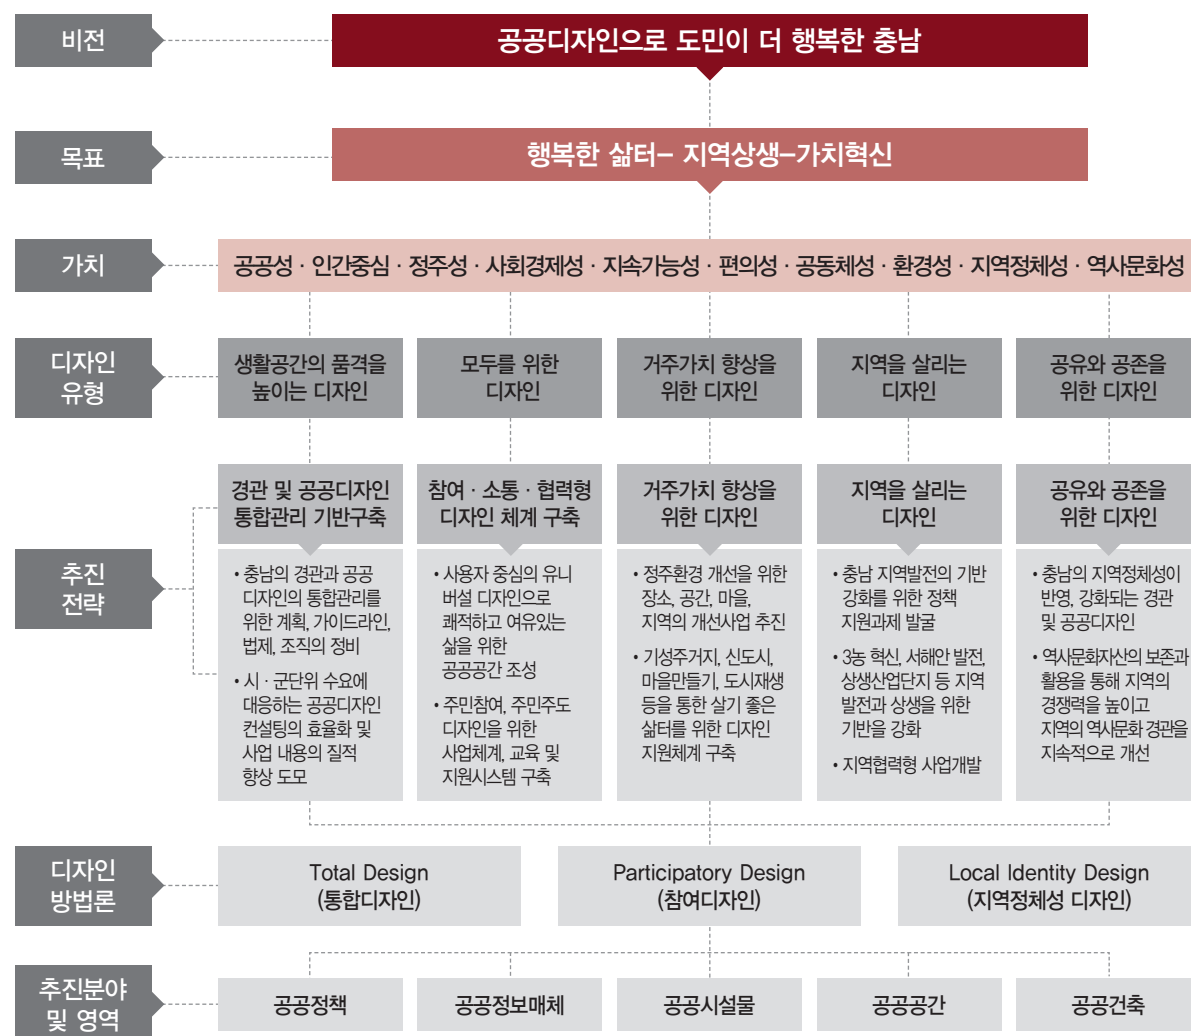 비전
공공디자인으로 도민이 더 행복한 충남
목표
행복한 삶터– 지역상생–가치혁신
가치
공공성 · 인간중심 · 정주성 · 사회경제성 · 지속가능성 · 편의성 · 공동체성 · 환경성 · 지역정체성 · 역사문화성
디자인
유형
생활공간의 품격을
높이는 디자인
모두를 위한
디자인
거주가치 향상을
위한 디자인
지역을 살리는
디자인
공유와 공존을
위한 디자인
추진
전략
경관 및 공공디자인
통합관리 기반구축
• 충남의 경관과 공공
디자인의 통합관리를
위한 계획, 가이드라인,
법제, 조직의 정비
• 시 · 군단위 수요에
대응하는 공공디자인
컨설팅의 효율화 및
사업 내용의 질적
향상 도모
참여 · 소통 · 협력형
디자인 체계 구축
• 사용자 중심의 유니
버설 디자인으로
쾌적하고 여유있는
삶을 위한
공공공간 조성
• 주민참여, 주민주도
디자인을 위한
사업체계, 교육 및
지원시스템 구축
거주가치 향상을
위한 디자인
• 정주환경 개선을 위한
장소, 공간, 마을,
지역의 개선사업 추진
• 기성주거지, 신도시,
마을만들기, 도시재생
등을 통한 살기 좋은
삶터를 위한 디자인
지원체계 구축
지역을 살리는
디자인
• 충남 지역발전의 기반
강화를 위한 정책
지원과제 발굴
• 3농 혁신, 서해안 발전,
상생산업단지 등 지역
발전과 상생을 위한
기반을 강화
• 지역협력형 사업개발
공유와 공존을
위한 디자인
• 충남의 지역정체성이
반영, 강화되는 경관
및 공공디자인
• 역사문화자산의 보존과
활용을 통해 지역의
경쟁력을 높이고
지역의 역사문화 경관을
지속적으로 개선
디자인
방법론
Total Design
(통합디자인)
Participatory Design
(참여디자인)
Local Identity Design
(지역정체성 디자인)
추진분야
및 영역
공공정책
공공정보매체
공공시설물
공공공간
공공건축